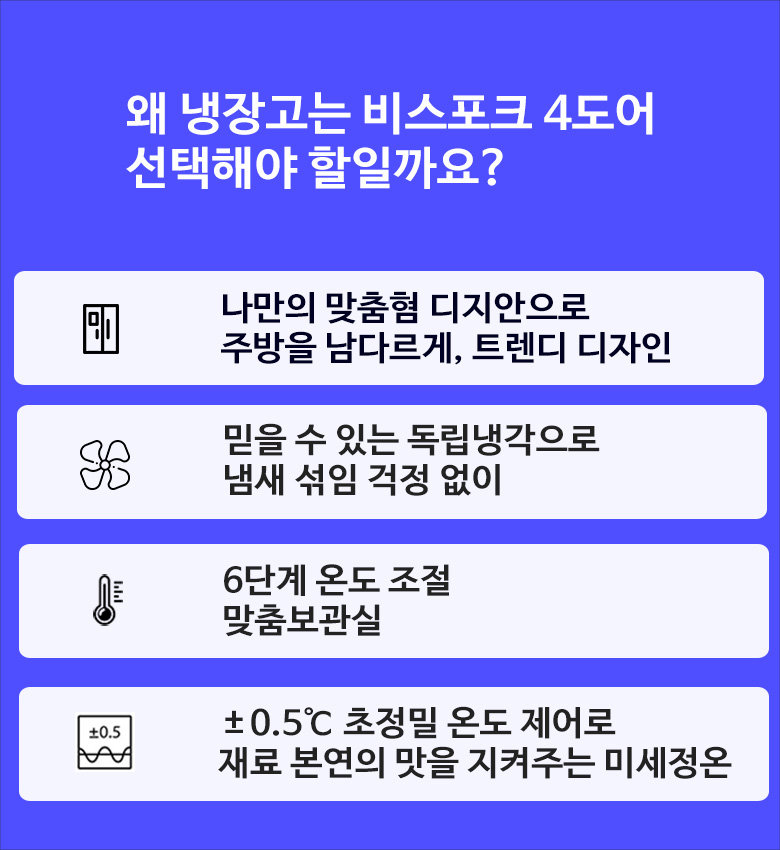 왜 냉장고는 비스포크 4도어
선택해야 할일까요?
나만의 맞춤혐 디지안으로
주방을 남다르게, 트렌디 디자인
믿을 수 있는 독립냉각으로
냄새 섞임 걱정 없이
6단계 온도 조절
맞춤보관실
±0.5
±0.5℃ 초정밀 온도 제어로
재료 본연의 맛을 지켜주는 미세정온